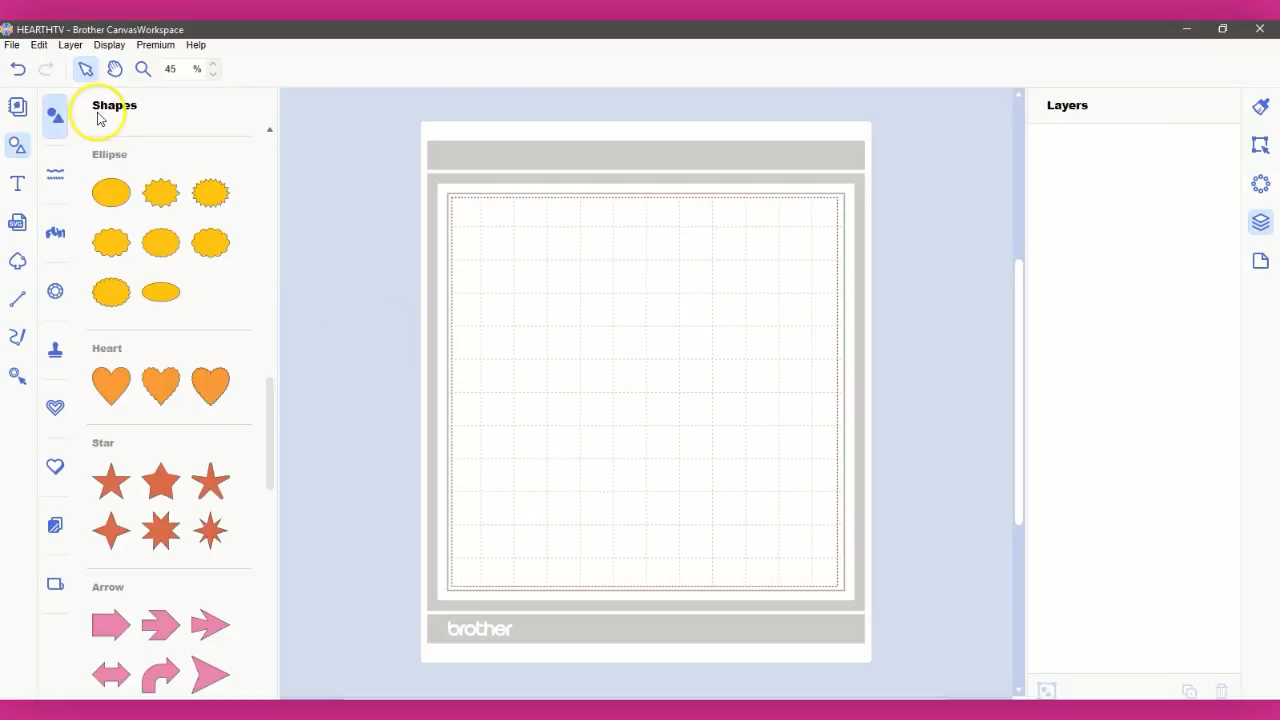 HEARTHTV - Brother CanvasWorkspace
File Edit Layer Display Premium Help
45 %
Shapes
Layers
Ellipse
Heart
Star
Arrow
brother